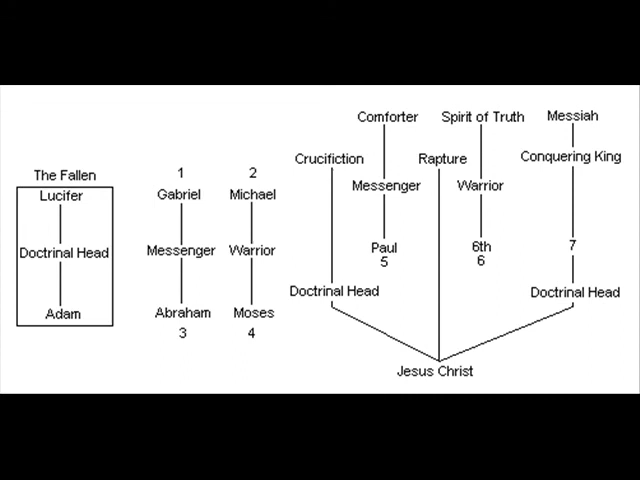 Comforter
Spirit of Truth
Messiah
Crucifiction
Rapture
Conquering King
The Fallen
1
2
Lucifer
Gabriel
Michael
Messenger
Warrior
Doctrinal Head
Messenger
Warrior
Paul
6th
7
5
6
Doctrinal Head
Doctrinal Head
Adam
Abraham
Moses
3
4
Jesus Christ